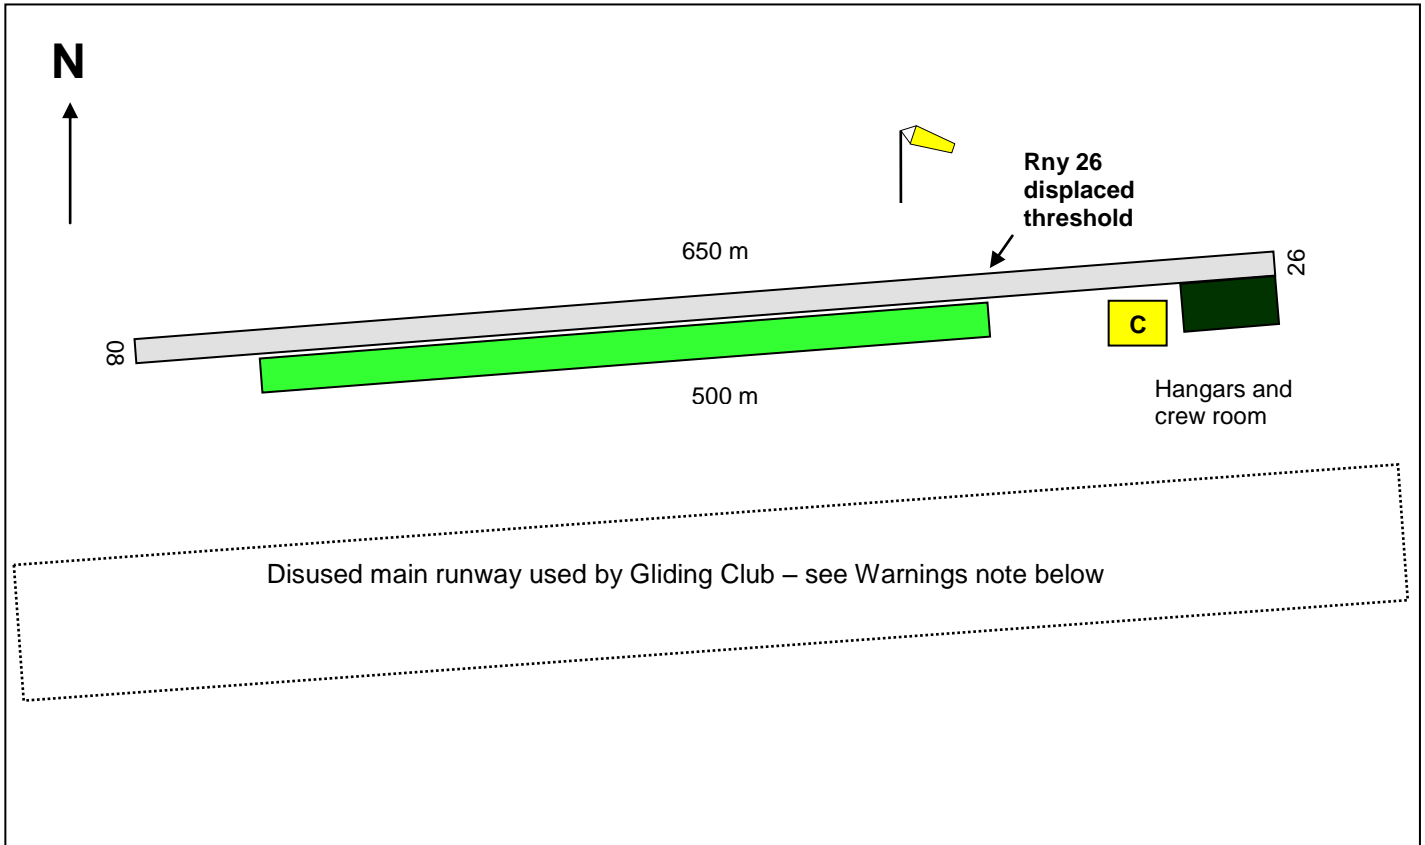 N
Rny 26
displaced
threshold
650 m
26
08
C
500 m
Hangars and
crew room
Disused main runway used by Gliding Club – see Warnings note below